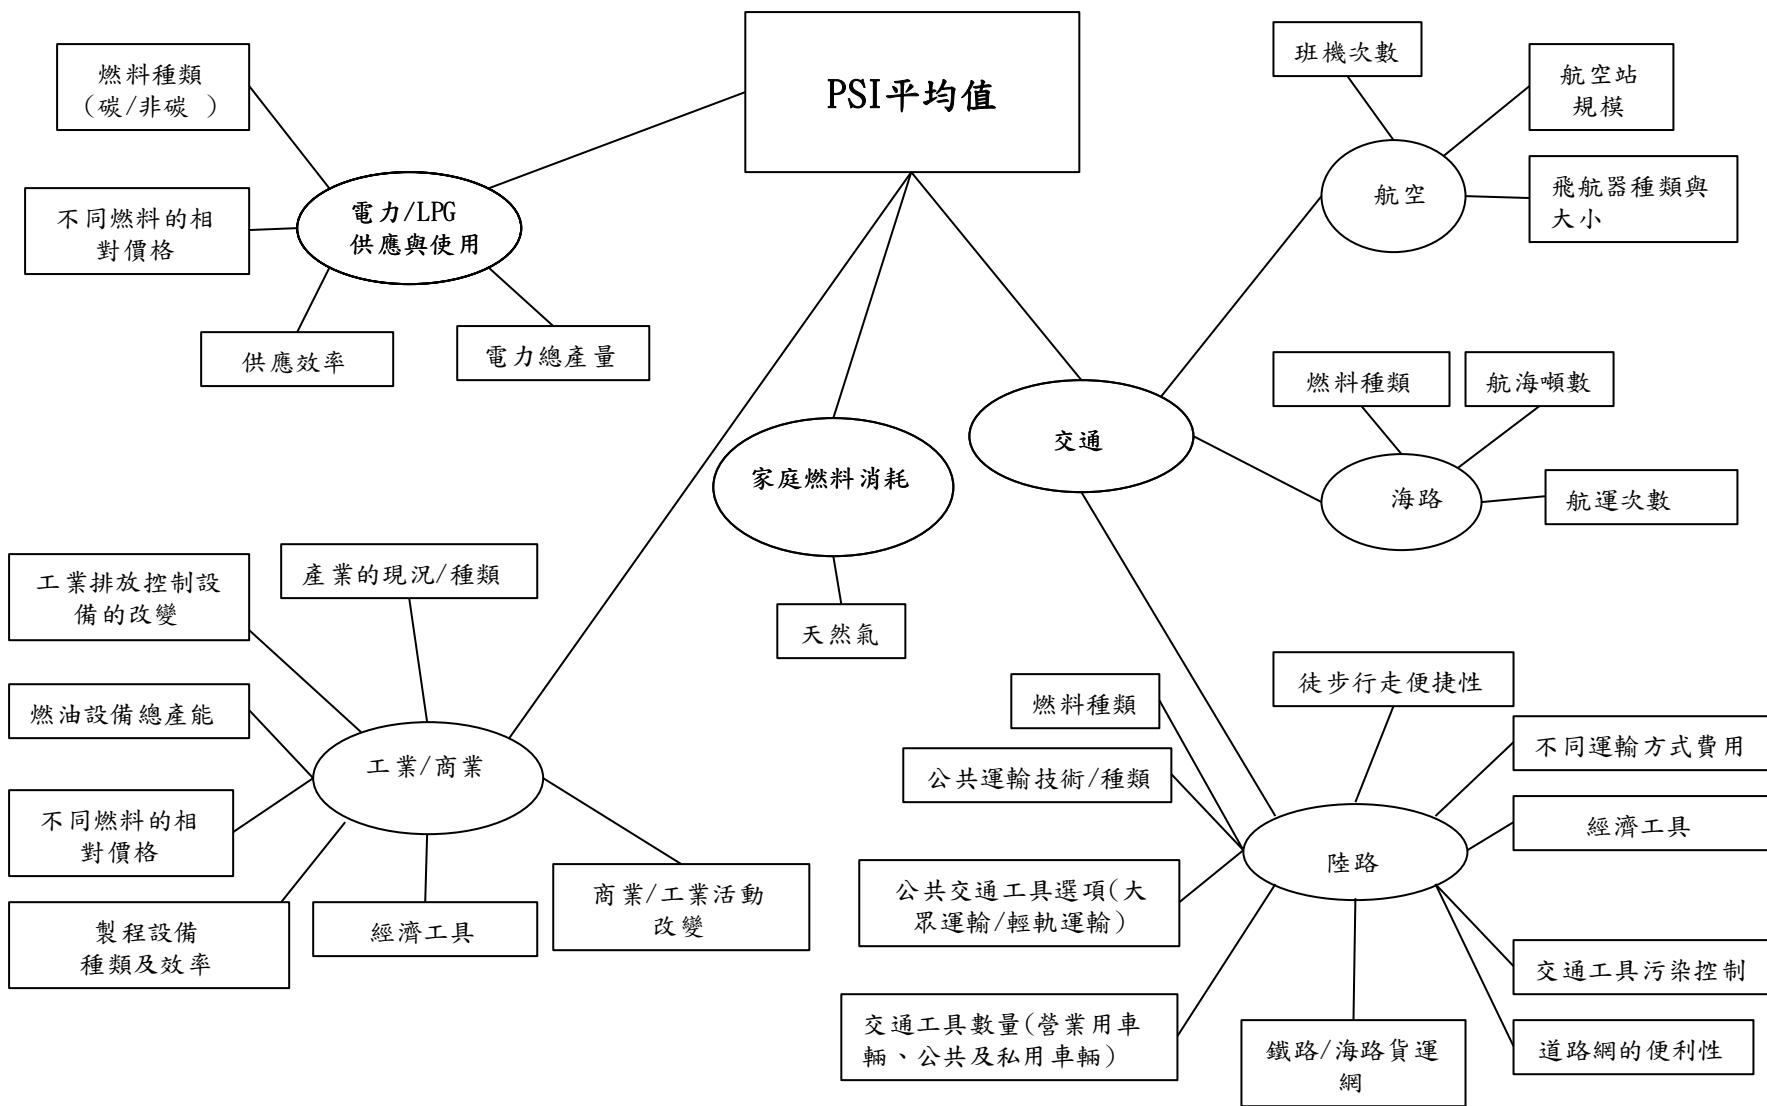 PSI平均值
燃料種類
(碳/非碳 )
不同燃料的相
對價格
電力/LPG
供應與使用
供應效率
電力總產量
班機次數
航空站
規模
航空
飛航器種類與
大小
燃料種類
航海噸數
海路
航運次數
交通
家庭燃料消耗
天然氣
工業排放控制設
備的改變
產業的現況/種類
燃油設備總產能
工業/商業
不同燃料的相
對價格
製程設備
種類及效率
經濟工具
商業/工業活動
改變
燃料種類
徒步行走便捷性
不同運輸方式費用
公共運輸技術/種類
經濟工具
陸路
公共交通工具選項(大
眾運輸/輕軌運輸)
交通工具污染控制
交通工具數量(營業用車
輛、公共及私用車輛)
鐵路/海路貨運
網
道路網的便利性